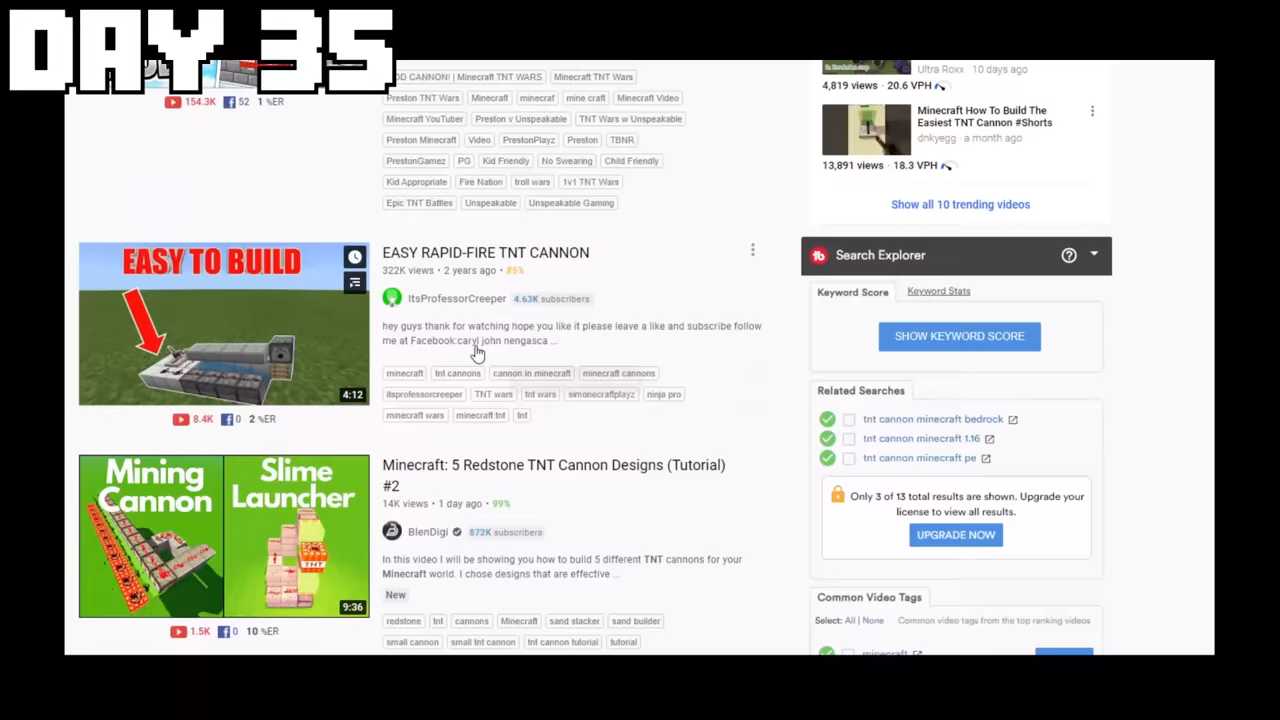 DAY 35
154.3K 52 1 %ER
OD CANNON! | Minecraft TNT WARS Minecraft TNT Wars
Preston TNT Wars Minecraft minecraf mine craft Minecraft Video
Minecraft YouTuber Preston v Unspeakable TNT Wars w Unspeakable
Preston Minecraft Video PrestonPlayz Preston TBNR
PrestonGamez PG Kid Friendly No Swearing Child Friendly
Kid Appropriate Fire Nation troll wars 1v1 TNT Wars
Epic TNT Battles Unspeakable Unspeakable Gaming
EASY TO BUILD
4:12
8.4K 0 2 %ER
EASY RAPID-FIRE TNT CANNON
322K views · 2 years ago · 85%
ItsProfessorCreeper 4.63K subscribers
hey guys thank for watching hope you like it please leave a like and subscribe follow
me at Facebook:caryl john nengasca ...
minecraft tnt cannons cannon in minecraft minecraft cannons
itsprofessorcreeper TNT wars tnt wars simonecraftplayz ninja pro
minecraft wars minecraft tnt tnt
Mining
Cannon
Slime
Launcher
TNT
9:36
1.5K 0 10 %ER
Minecraft: 5 Redstone TNT Cannon Designs (Tutorial)
#2
14K views · 1 day ago · 99%
BlenDigi 872K subscribers
In this video I will be showing you how to build 5 different TNT cannons for your
Minecraft world. I chose designs that are effective ...
New
redstone tnt cannons Minecraft sand stacker sand builder
small cannon small tnt cannon tnt cannon tutorial tutorial
Ultra Roxx · 10 days ago
4,819 views · 20.6 VPH
Minecraft How To Build The
Easiest TNT Cannon #Shorts
dnkyegg · a month ago
13,891 views · 18.3 VPH
Show all 10 trending videos
tb Search Explorer ?
Keyword Score Keyword Stats
SHOW KEYWORD SCORE
Related Searches
tnt cannon minecraft bedrock
tnt cannon minecraft 1.16
tnt cannon minecraft pe
Only 3 of 13 total results are shown. Upgrade your
license to view all results.
UPGRADE NOW
Common Video Tags
Select: All | None Common video tags from the top ranking videos
minecraft